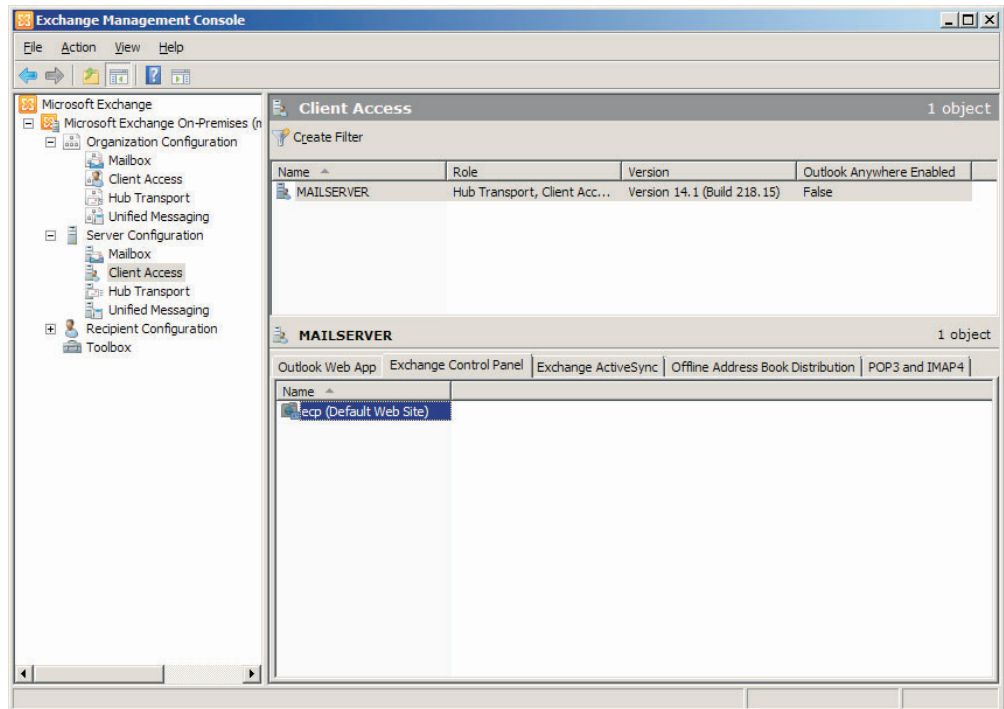 Exchange Management Console
File Action View Help
Microsoft Exchange
Microsoft Exchange On-Premises (n
Organization Configuration
Mailbox
Client Access
Hub Transport
Unified Messaging
Server Configuration
Mailbox
Client Access
Hub Transport
Unified Messaging
Recipient Configuration
Toolbox
Client Access 1 object
Create Filter
Name Role Version Outlook Anywhere Enabled
MAILSERVER Hub Transport, Client Acc... Version 14.1 (Build 218.15) False
MAILSERVER 1 object
Outlook Web App Exchange Control Panel Exchange ActiveSync Offline Address Book Distribution POP3 and IMAP4
Name
ecp (Default Web Site)